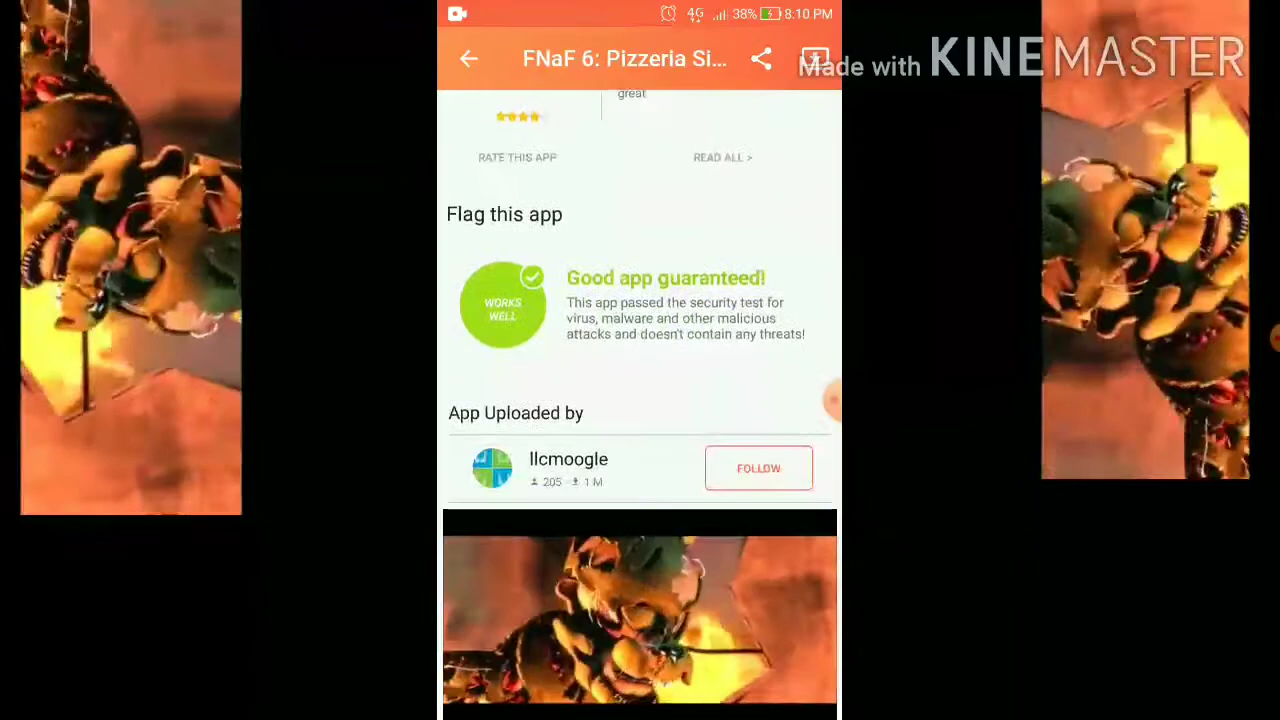 4G 38% 8:10 PM
FNaF 6: Pizzeria Si...
Made with KINEMASTER
great
RATE THIS APP
READ ALL >
Flag this app
WORKS
WELL
Good app guaranteed!
This app passed the security test for
virus, malware and other malicious
attacks and doesn't contain any threats!
App Uploaded by
llcmoogle
205 1 M
FOLLOW